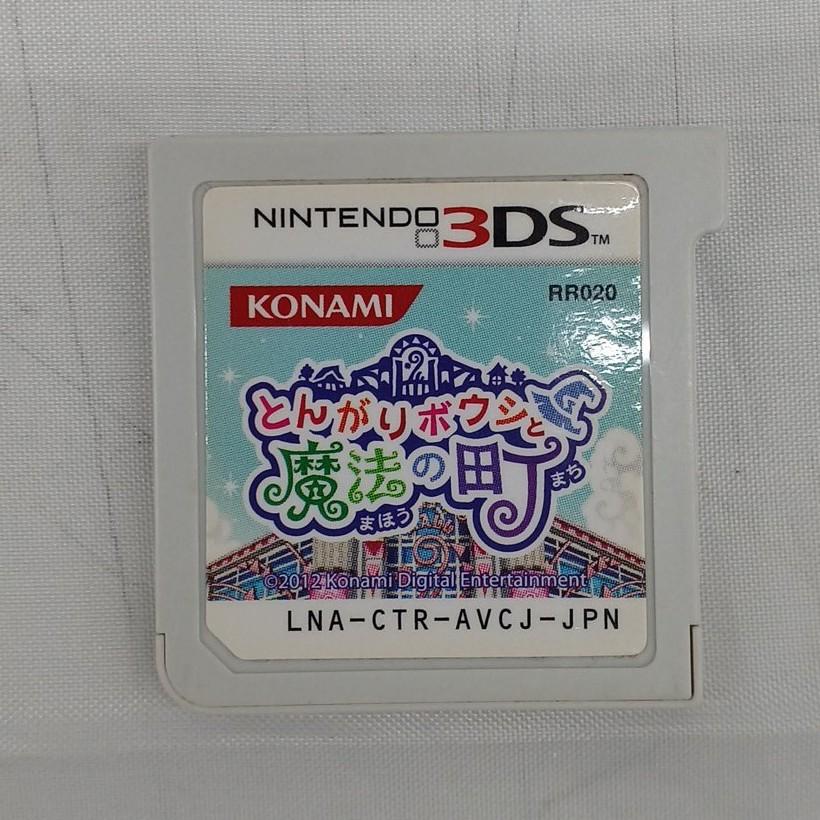 NINTENDO 3DS™
KONAMI
RR020
とんがりボウシと
魔法の町
まほう
まち
©2012 Konami Digital Entertainment
LNA-CTR-AVCJ-JPN